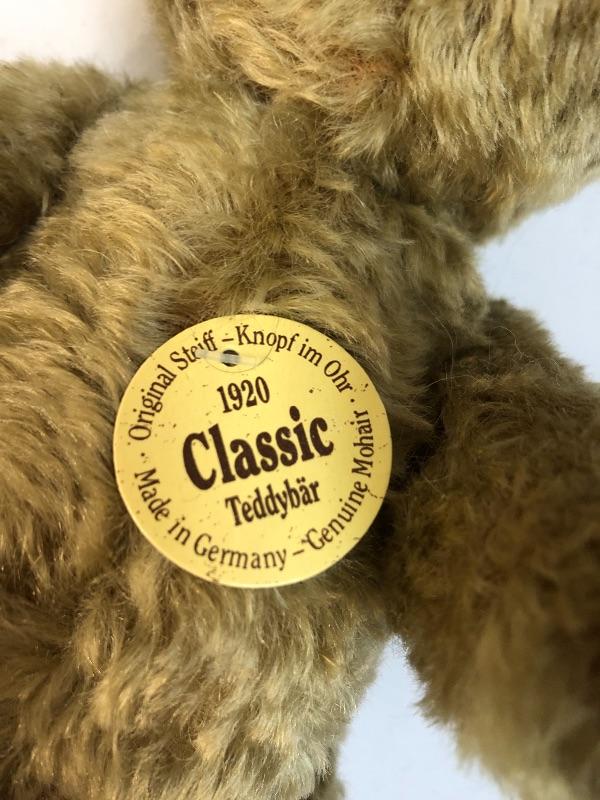 Original Steiff – Knopf im Ohr ·
1920
Classic
Teddybär
· Made in Germany – Genuine Mohair